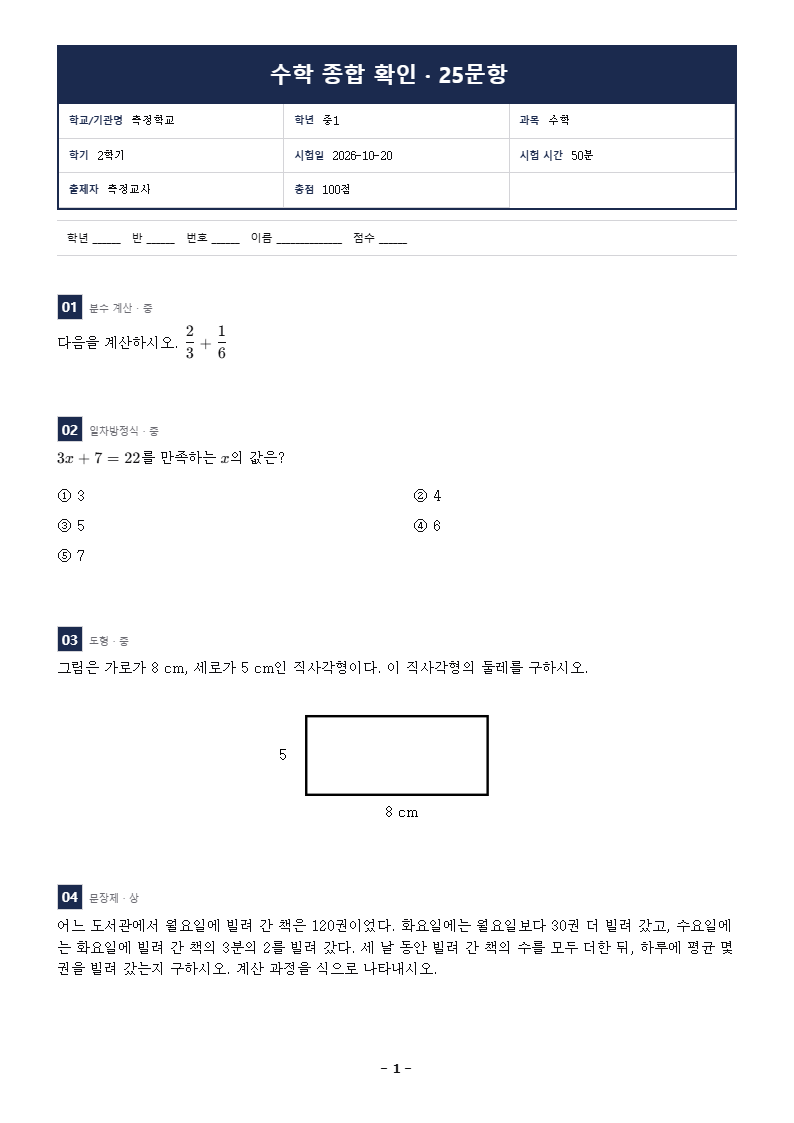 수학 종합 확인 · 25문항
학교/기관명 측정학교 학년 중1 과목 수학
학기 2학기 시험일 2026-10-20 시험 시간 50분
출제자 측정교사 총점 100점
학년 _____ 반 _____ 번호 _____ 이름 ____________ 점수 _____
01 분수 계산 · 중
다음을 계산하시오. 2/3 + 1/6
02 일차방정식 · 중
3x + 7 = 22를 만족하는 x의 값은?
① 3 ② 4
③ 5 ④ 6
⑤ 7
03 도형 · 중
그림은 가로가 8 cm, 세로가 5 cm인 직사각형이다. 이 직사각형의 둘레를 구하시오.
5
8 cm
04 문장제 · 상
어느 도서관에서 월요일에 빌려 간 책은 120권이었다. 화요일에는 월요일보다 30권 더 빌려 갔고, 수요일에
는 화요일에 빌려 간 책의 3분의 2를 빌려 갔다. 세 날 동안 빌려 간 책의 수를 모두 더한 뒤, 하루에 평균 몇
권을 빌려 갔는지 구하시오. 계산 과정을 식으로 나타내시오.
- 1 -